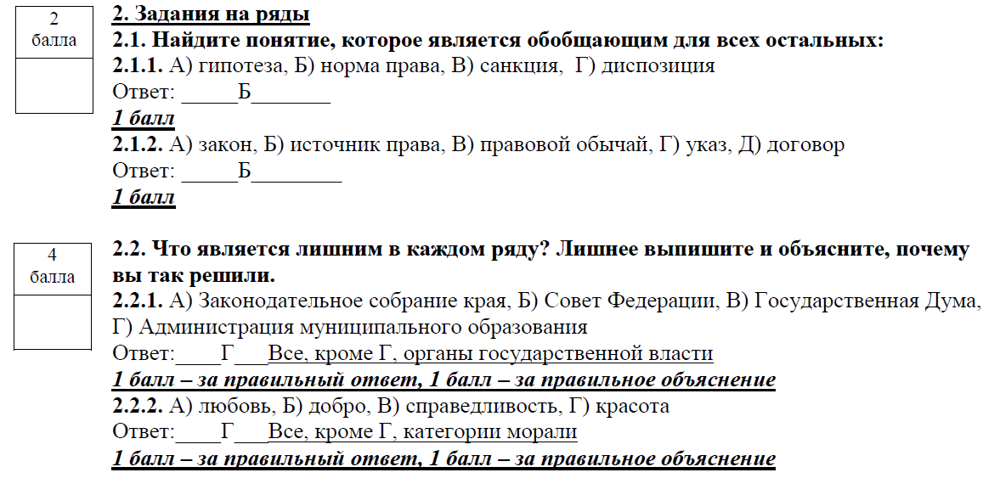 2
балла
2. Задания на ряды
2.1. Найдите понятие, которое является обобщающим для всех остальных:
2.1.1. А) гипотеза, Б) норма права, В) санкция,  Г) диспозиция
Ответ: _____Б_______
1 балл
2.1.2. А) закон, Б) источник права, В) правовой обычай, Г) указ, Д) договор
Ответ: _____Б________
1 балл
4
балла
2.2. Что является лишним в каждом ряду? Лишнее выпишите и объясните, почему
вы так решили.
2.2.1. А) Законодательное собрание края, Б) Совет Федерации, В) Государственная Дума,
Г) Администрация муниципального образования
Ответ:____Г___Все, кроме Г, органы государственной власти
1 балл – за правильный ответ, 1 балл – за правильное объяснение
2.2.2. А) любовь, Б) добро, В) справедливость, Г) красота
Ответ:____Г___Все, кроме Г, категории морали
1 балл – за правильный ответ, 1 балл – за правильное объяснение